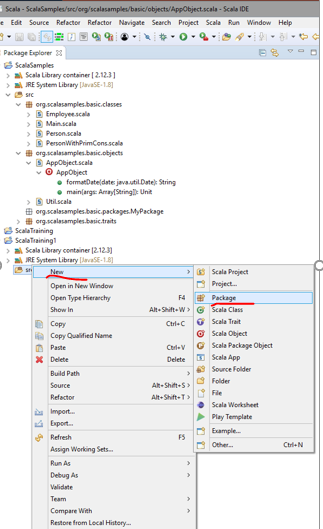 Scala - ScalaSamples/src/org/scalasamples/basic/objects/AppObject.scala - Scala IDE
File Edit Source Refactor Navigate Search Project Scala Run Window Help
Package Explorer
ScalaSamples
Scala Library container [ 2.12.3 ]
JRE System Library [JavaSE-1.8]
src
org.scalasamples.basic.classes
Employee.scala
Main.scala
Person.scala
PersonWithPrimCons.scala
org.scalasamples.basic.objects
AppObject.scala
AppObject
formatDate(date: java.util.Date): String
main(args: Array[String]): Unit
Util.scala
org.scalasamples.basic.packages.MyPackage
org.scalasamples.basic.traits
ScalaTraining
ScalaTraining1
Scala Library container [2.12.3]
JRE System Library [JavaSE-1.8]
New
Open in New Window
Open Type Hierarchy F4
Show In Alt+Shift+W >
Copy Ctrl+C
Copy Qualified Name
Paste Ctrl+V
Delete Delete
Build Path
Source Alt+Shift+S >
Refactor Alt+Shift+T >
Import...
Export...
Refresh F5
Assign Working Sets...
Run As
Debug As
Validate
Team
Compare With
Restore from Local History...
Scala Project
Project...
Package
Scala Class
Scala Trait
Scala Object
Scala Package Object
Scala App
Source Folder
Folder
File
Scala Worksheet
Play Template
Example...
Other... Ctrl+N